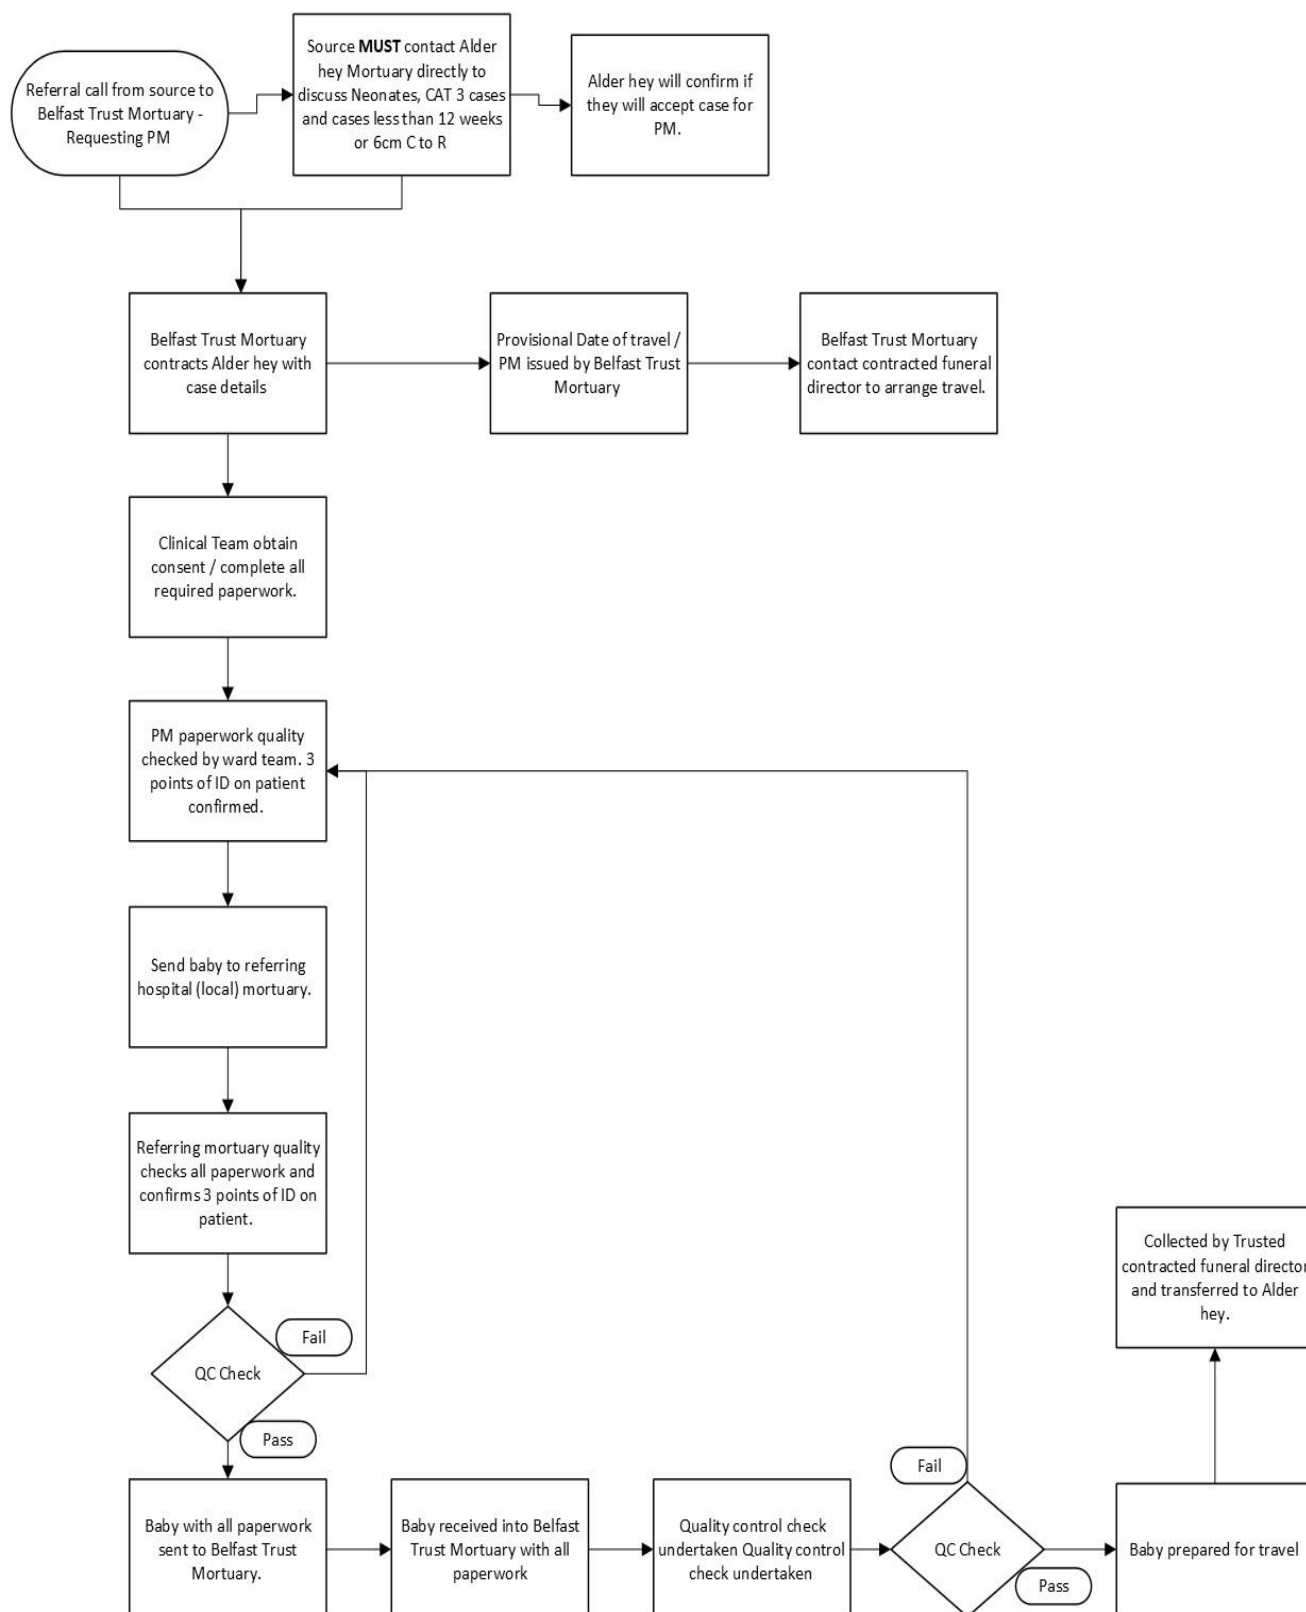 Referral call from source to
Belfast Trust Mortuary -
Requesting PM
Source MUST contact Alder
hey Mortuary directly to
discuss Neonates, CAT 3 cases
and cases less than 12 weeks
or 6cm C to R
Alder hey will confirm if
they will accept case for
PM.
Belfast Trust Mortuary
contracts Alder hey with
case details
Provisional Date of travel /
PM issued by Belfast Trust
Mortuary
Belfast Trust Mortuary
contact contracted funeral
director to arrange travel.
Clinical Team obtain
consent / complete all
required paperwork.
PM paperwork quality
checked by ward team. 3
points of ID on patient
confirmed.
Send baby to referring
hospital (local) mortuary.
Referring mortuary quality
checks all paperwork and
confirms 3 points of ID on
patient.
QC Check
Fail
Pass
Baby with all paperwork
sent to Belfast Trust
Mortuary.
Baby received into Belfast
Trust Mortuary with all
paperwork
Quality control check
undertaken Quality control
check undertaken
QC Check
Fail
Pass
Baby prepared for travel
Collected by Trusted
contracted funeral director
and transferred to Alder
hey.